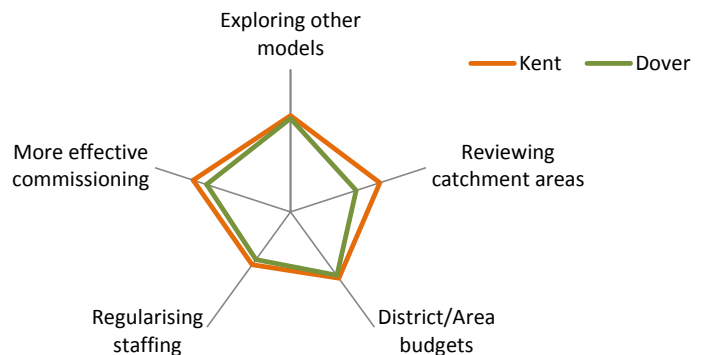 Exploring other
models
Kent
Dover
More effective
commissioning
Reviewing
catchment areas
Regularising
staffing
District/Area
budgets